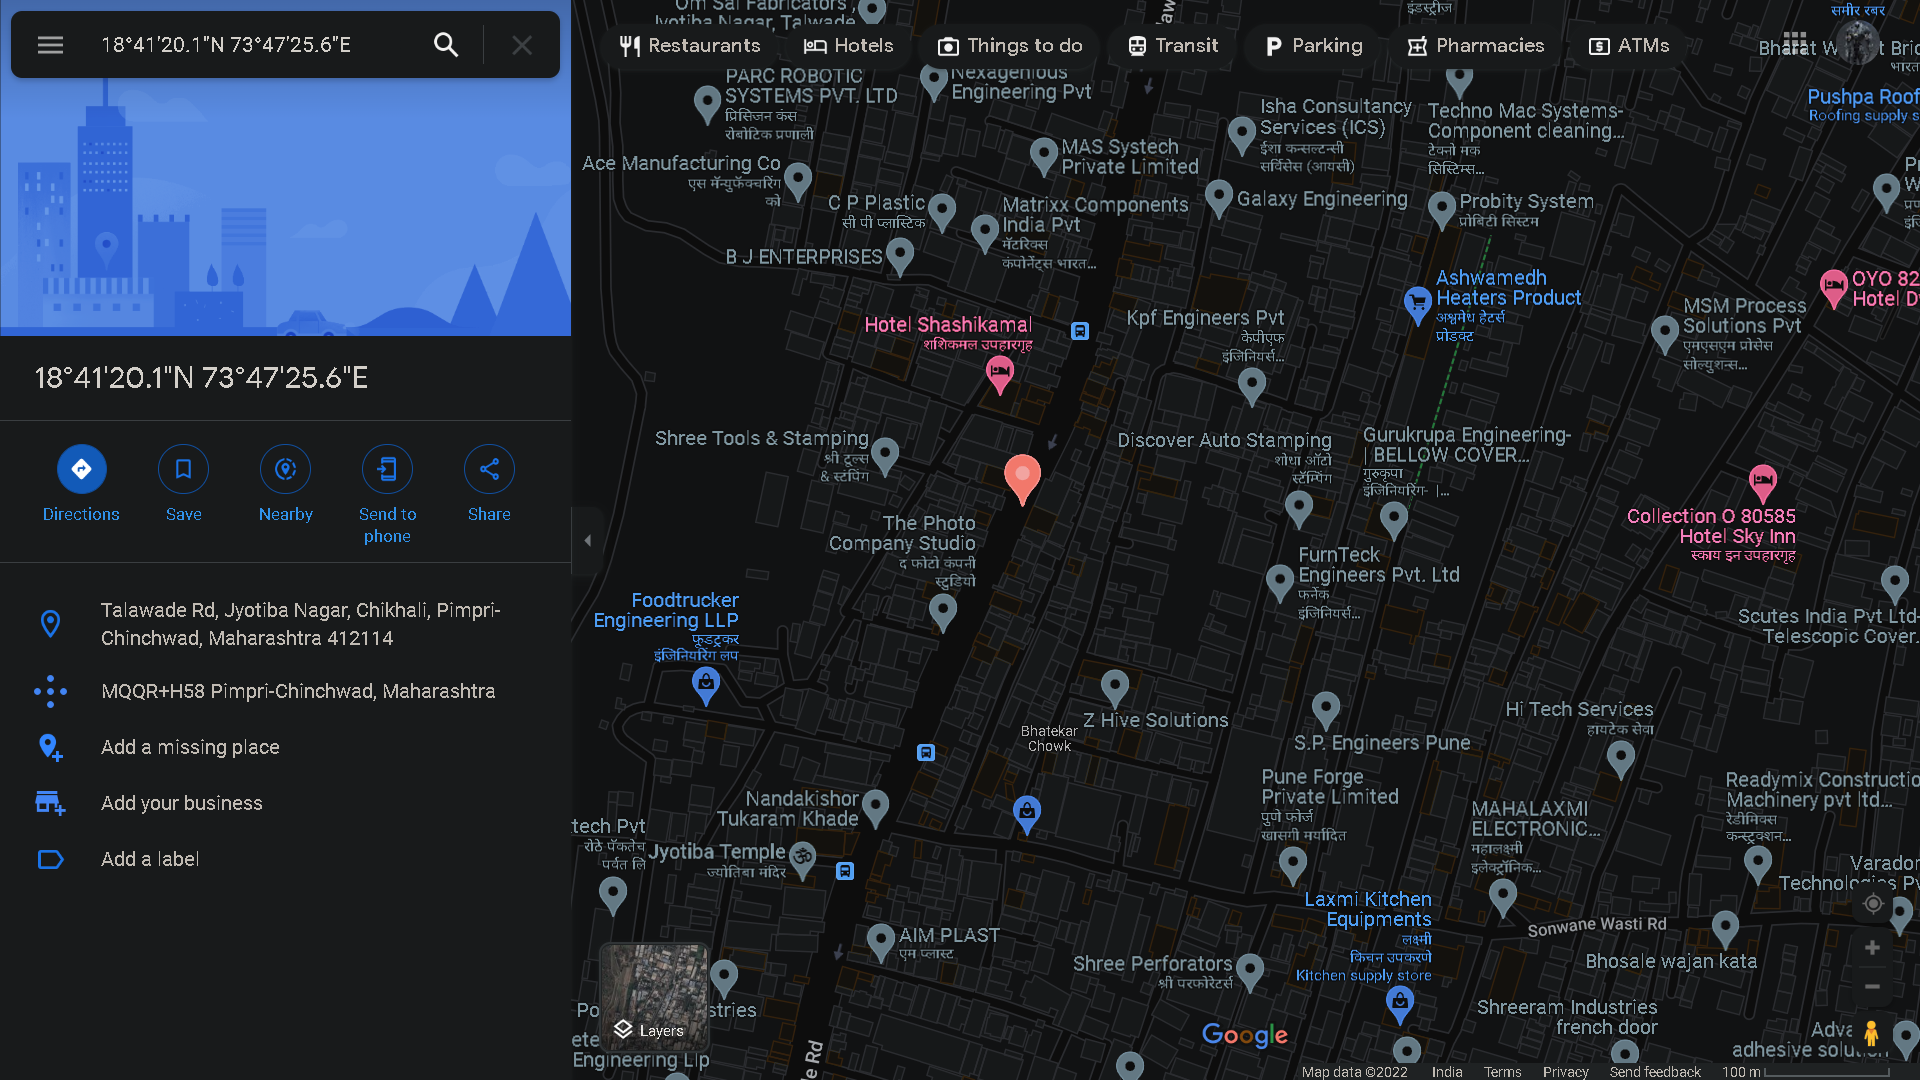 18°41'20.1"N 73°47'25.6"E
18°41'20.1"N 73°47'25.6"E
Directions
Save
Nearby
Send to
phone
Share
Talawade Rd, Jyotiba Nagar, Chikhali, Pimpri-
Chinchwad, Maharashtra 412114
MQQR+H58 Pimpri-Chinchwad, Maharashtra
Add a missing place
Add your business
Add a label
Om Sai Fabricators ,
Jyotiba Nagar, Talwade
Restaurants
Hotels
Things to do
Transit
Parking
Pharmacies
ATMs
इंडस्ट्रीज
समीर रबर
PARC ROBOTIC
SYSTEMS PVT. LTD
प्रिसिजन कंस
रोबोटिक प्रणाली
Nexagenious
Engineering Pvt
Isha Consultancy
Services (ICS)
ईशा कन्सल्टन्सी
सर्विसेस (आयसी)
Techno Mac Systems-
Component cleaning...
टेक्नो मक
सिस्टिम्स...
Pushpa Roof
Roofing supply s
MAS Systech
Private Limited
Ace Manufacturing Co
एस मॅन्युफॅक्चरिंग
को
C P Plastic
सी पी प्लास्टिक
Matrixx Components
India Pvt
मॅटरिक्स
कंपोनेंट्स भारत...
Galaxy Engineering
Probity System
प्रोबिटी सिस्टम
B J ENTERPRISES
Ashwamedh
Heaters Product
अश्वमेध हेटर्स
प्रोडक्ट
OYO 82
Hotel D
MSM Process
Solutions Pvt
एमएसएम प्रोसेस
सोल्युशन्स...
Hotel Shashikamal
शशिकमल उपहारगृह
Kpf Engineers Pvt
केपीएफ
इंजिनियर्स...
Shree Tools & Stamping
श्री टूल्स
& स्टंपिंग
Discover Auto Stamping
शोधा ऑटो
स्टॅम्पिंग
Gurukrupa Engineering-
| BELLOW COVER...
गुरुकृपा
इंजिनियरिंग- |...
Collection O 80585
Hotel Sky Inn
स्काय इन उपहारगृह
The Photo
Company Studio
द फोटो कंपनी
स्टुडियो
FurnTeck
Engineers Pvt. Ltd
फर्नेक
इंजिनियर्स...
Foodtrucker
Engineering LLP
फूडट्रकर
इंजिनियरिंग लप
Scutes India Pvt Ltd-
Telescopic Cover.
Z Hive Solutions
Bhatekar
Chowk
S.P. Engineers Pune
Hi Tech Services
हायटेक सेवा
Pune Forge
Private Limited
पुणे फोर्ज
खासगी मर्यादित
Readymix Constructio
Machinery pvt ltd...
रेडीमिक्स
कन्स्ट्रक्शन...
MAHALAXMI
ELECTRONIC...
महालक्ष्मी
इलेक्ट्रॉनिक...
Nandakishor
Tukaram Khade
tech Pvt
रोठे पॅकतेच
पर्वत लि
Jyotiba Temple
ज्योतिबा मंदिर
Varador
Technologies P
Laxmi Kitchen
Equipments
लक्ष्मी
किचन उपकरणे
Kitchen supply store
Sonwane Wasti Rd
Bhosale wajan kata
AIM PLAST
एम प्लास्ट
Shree Perforators
श्री परफोरेटर्स
Shreeram Industries
french door
stries
Engineering Llp
Layers
e Rd
Google
Adva
adhesive solu
Map data ©2022
India
Terms
Privacy
Send feedback
100 m